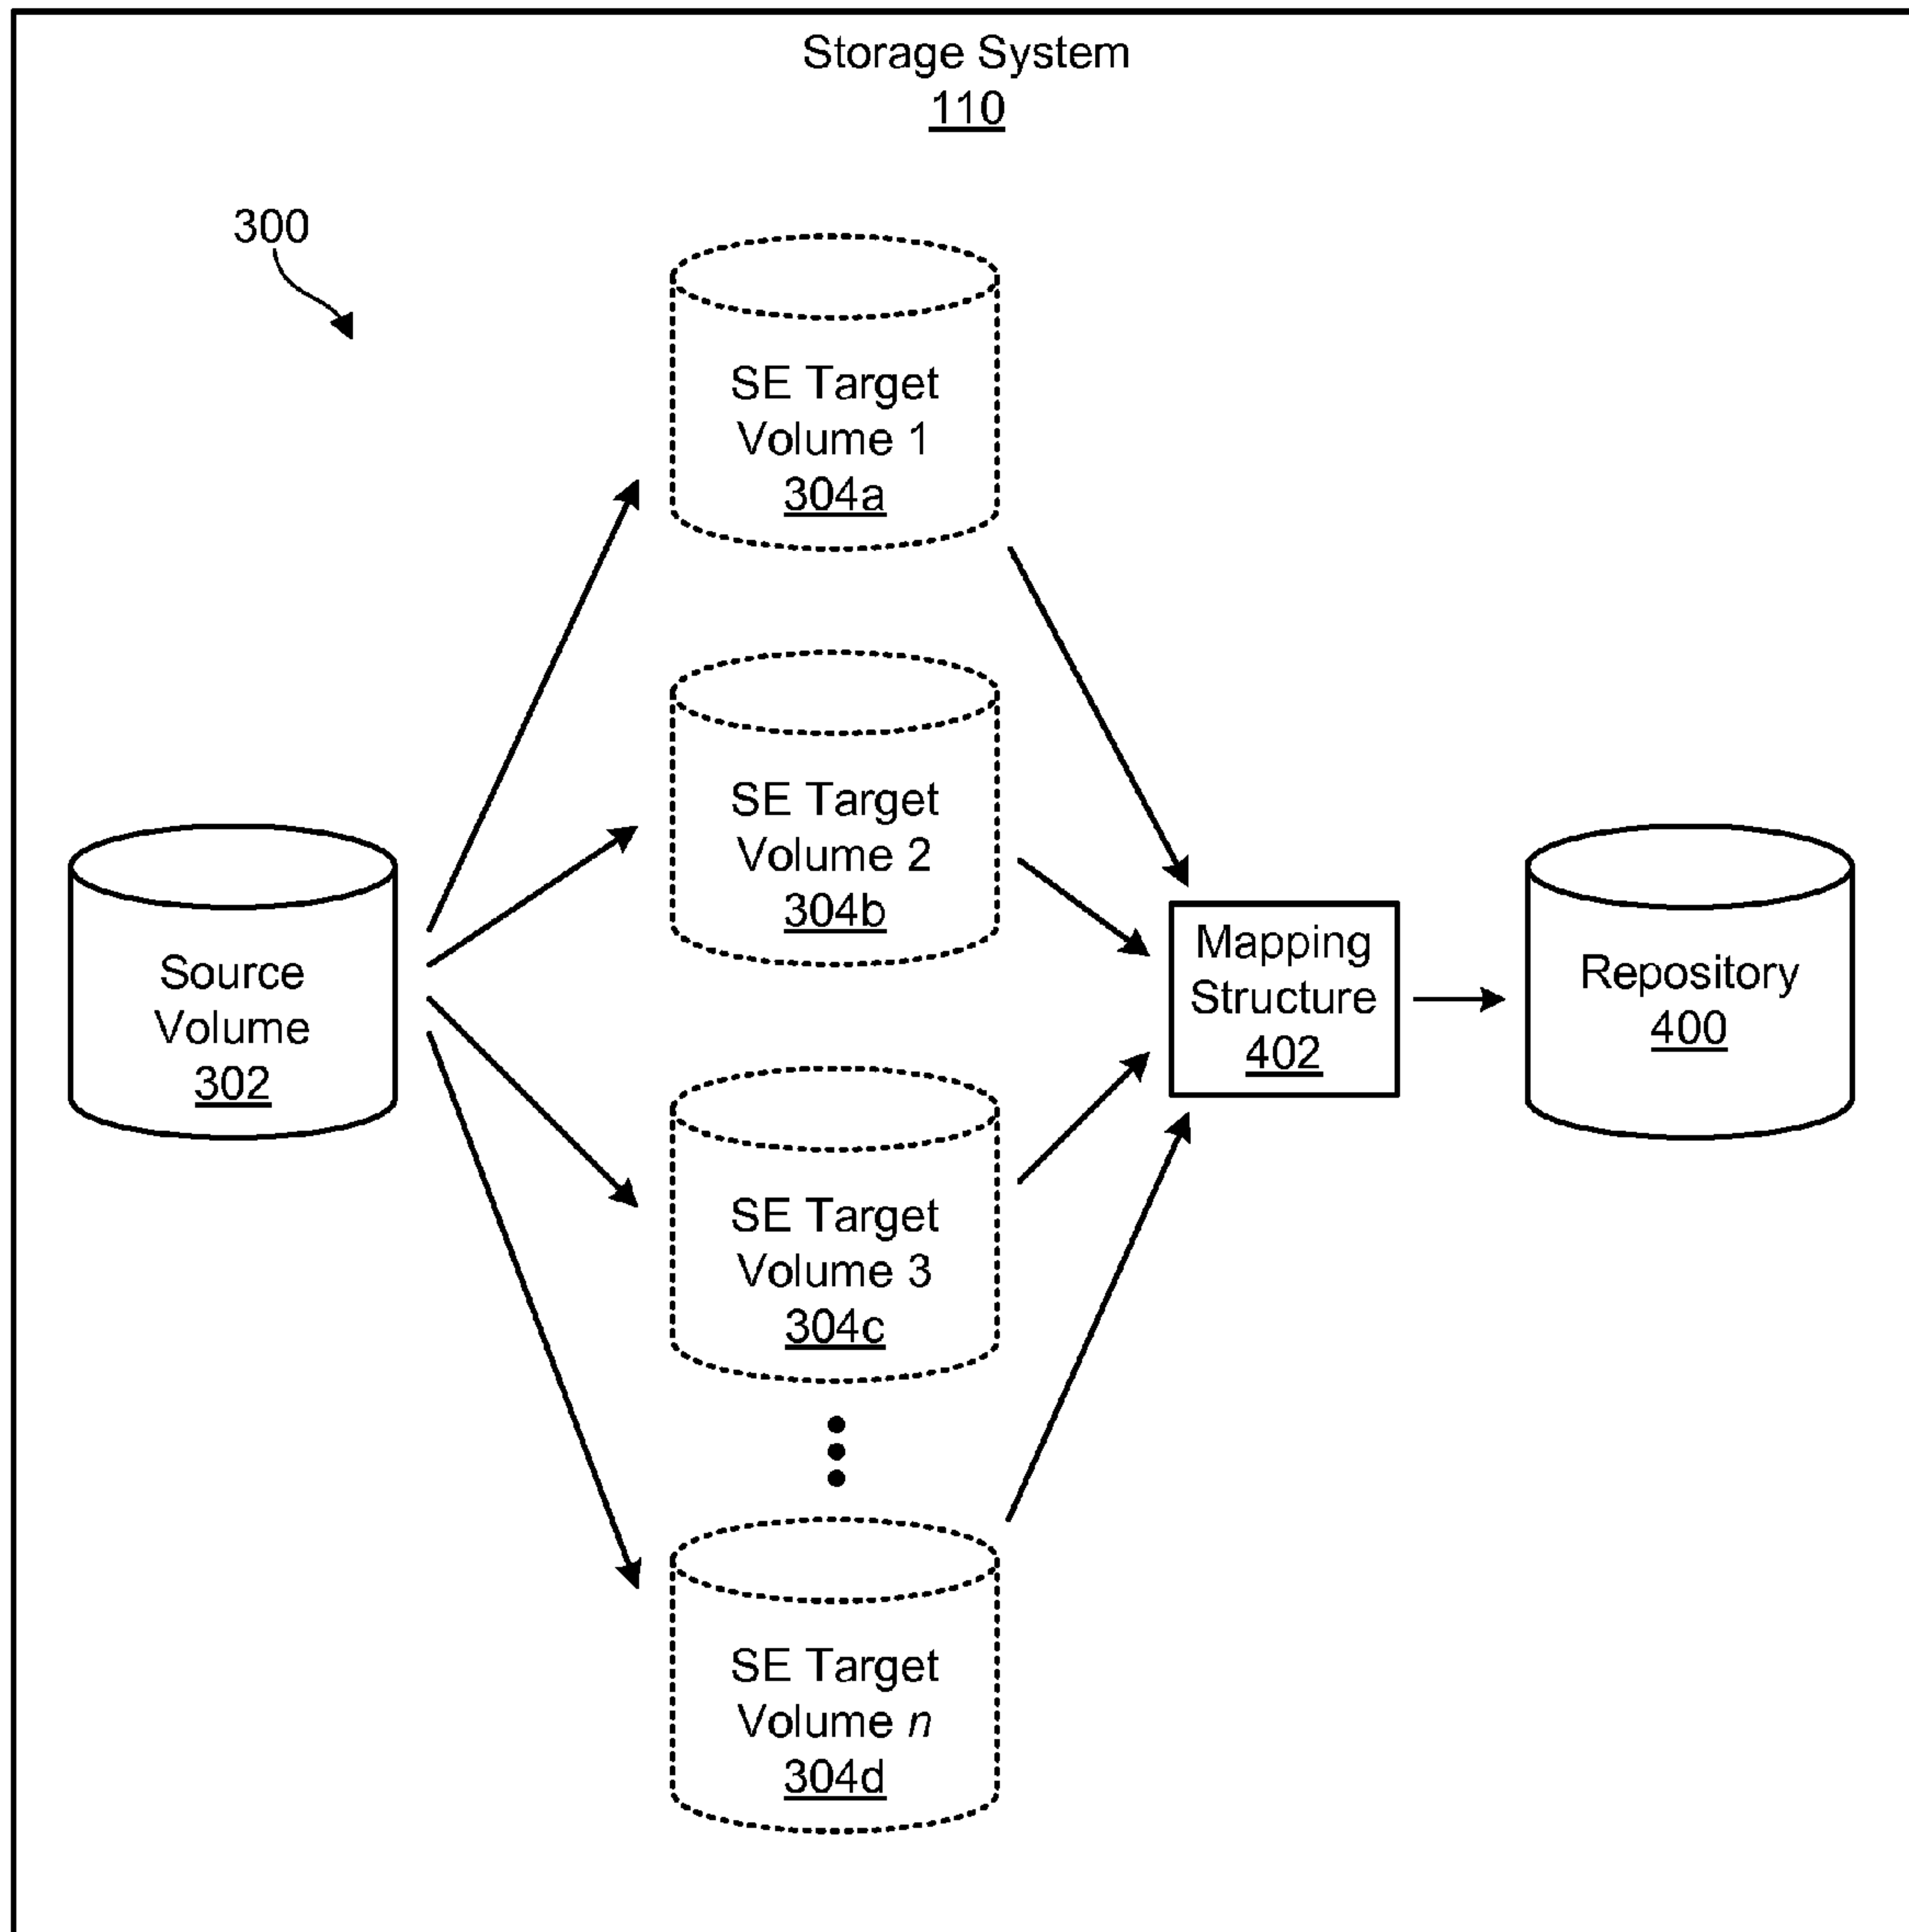 Storage System
110
300
SE Target
Volume 1
304a
SE Target
Volume 2
304b
Source
Volume
302
Mapping
Structure
402
Repository
400
SE Target
Volume 3
304c
SE Target
Volume n
304d